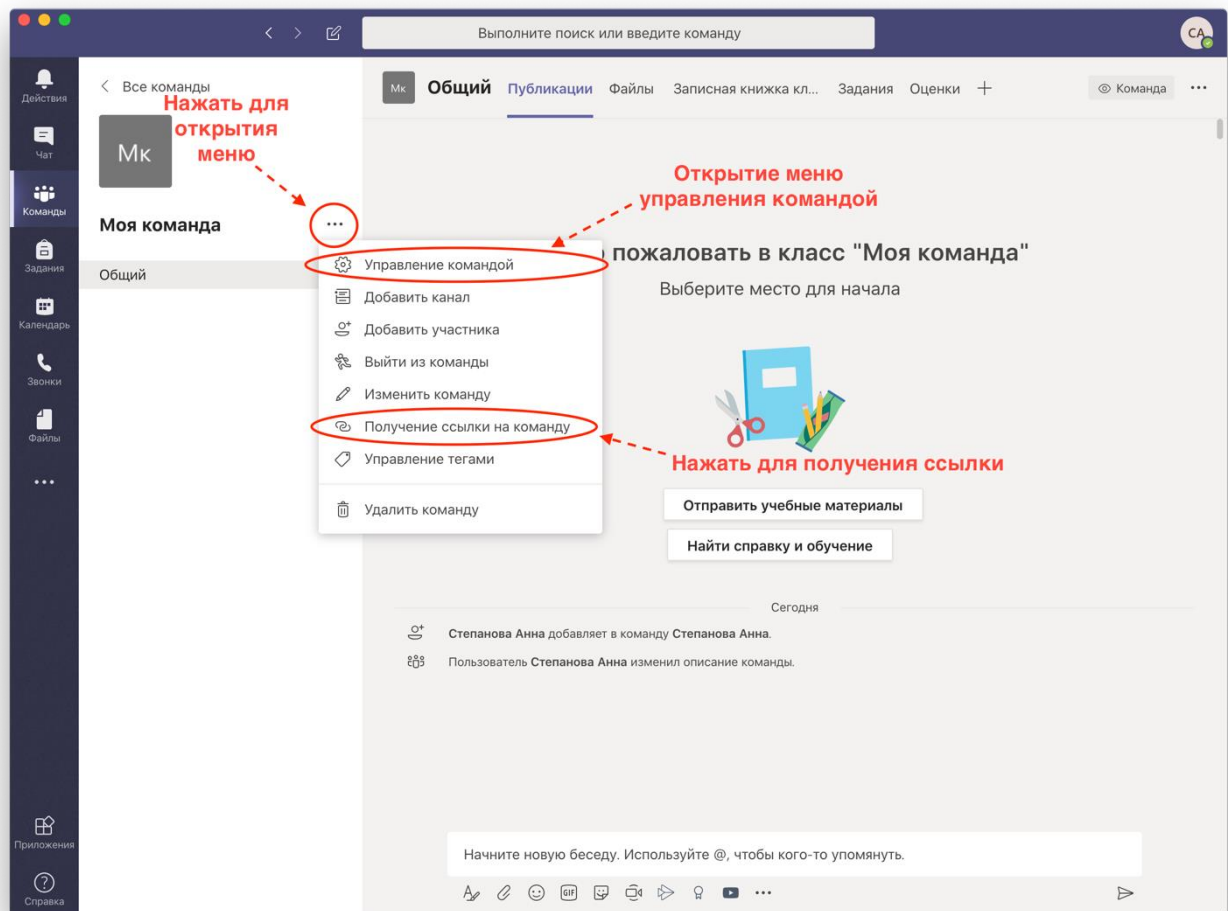 Выполните поиск или введите команду
СА
Действия
Чат
Команды
Задания
Календарь
Звонки
Файлы
Приложения
Справка
Все команды
Нажать для
открытия
меню
Мк
Моя команда
Общий
Управление командой
Добавить канал
Добавить участника
Выйти из команды
Изменить команду
Получение ссылки на команду
Управление тегами
Удалить команду
Мк Общий Публикации Файлы Записная книжка кл... Задания Оценки Команда
Открытие меню
управления командой
пожаловать в класс "Моя команда"
Выберите место для начала
Нажать для получения ссылки
Отправить учебные материалы
Найти справку и обучение
Сегодня
Степанова Анна добавляет в команду Степанова Анна.
Пользователь Степанова Анна изменил описание команды.
Начните новую беседу. Используйте @, чтобы кого-то упомянуть.
GIF